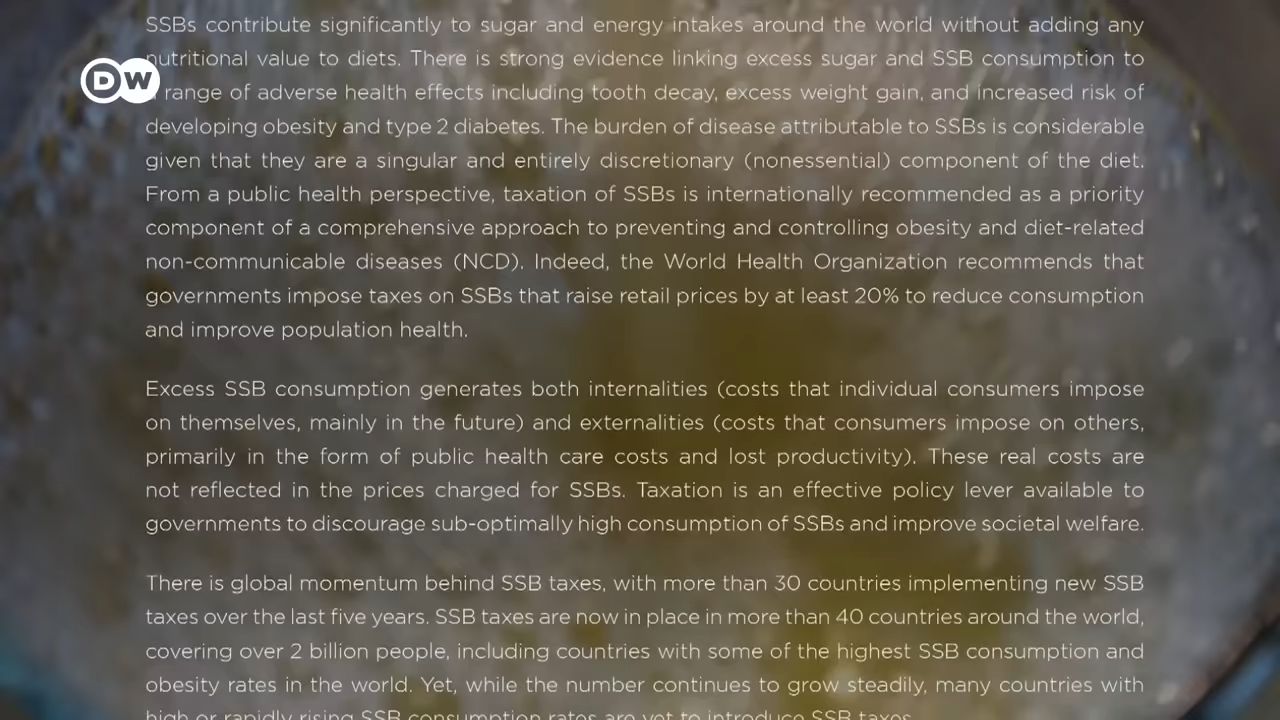 SSBs contribute significantly to sugar and energy intakes around the world without adding any
DW
nutritional value to diets. There is strong evidence linking excess sugar and SSB consumption to
a range of adverse health effects including tooth decay, excess weight gain, and increased risk of
developing obesity and type 2 diabetes. The burden of disease attributable to SSBs is considerable
given that they are a singular and entirely discretionary (nonessential) component of the diet.
From a public health perspective, taxation of SSBs is internationally recommended as a priority
component of a comprehensive approach to preventing and controlling obesity and diet-related
non-communicable diseases (NCD). Indeed, the World Health Organization recommends that
governments impose taxes on SSBs that raise retail prices by at least 20% to reduce consumption
and improve population health.
Excess SSB consumption generates both internalities (costs that individual consumers impose
on themselves, mainly in the future) and externalities (costs that consumers impose on others,
primarily in the form of public health care costs and lost productivity). These real costs are
not reflected in the prices charged for SSBs. Taxation is an effective policy lever available to
governments to discourage sub-optimally high consumption of SSBs and improve societal welfare.
There is global momentum behind SSB taxes, with more than 30 countries implementing new SSB
taxes over the last five years. SSB taxes are now in place in more than 40 countries around the world,
covering over 2 billion people, including countries with some of the highest SSB consumption and
obesity rates in the world. Yet, while the number continues to grow steadily, many countries with
high or rapidly rising SSB consumption rates are yet to introduce SSB taxes.